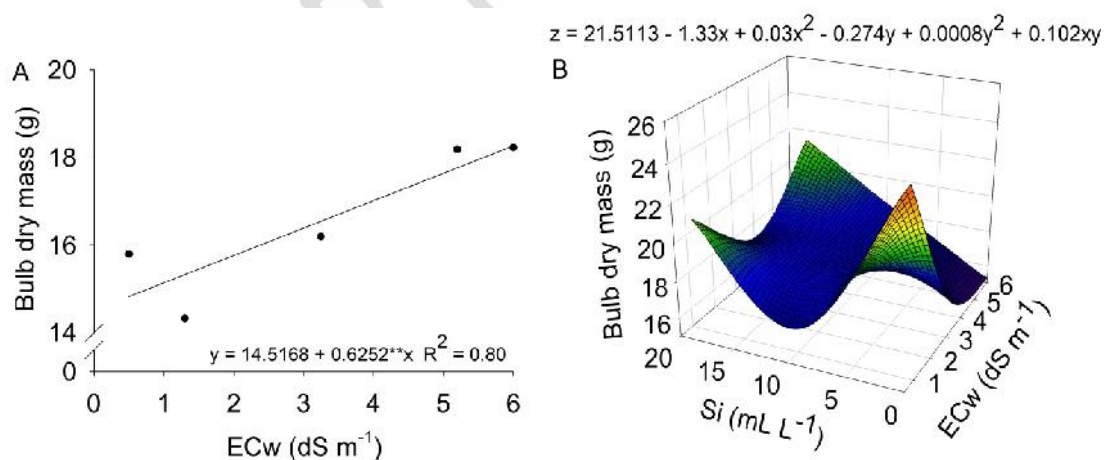 z = 21.5113 - 1.33x + 0.03x² - 0.274y + 0.0008y² + 0.102xy
A
20
18
16
14
0
Bulb dry mass (g)
y = 14.5168 + 0.6252**x R² = 0.80
0 1 2 3 4 5 6
ECw (dS m⁻¹)
B
26
24
22
20
18
16
Bulb dry mass (g)
20 15 10 5 0
Si (mL L⁻¹)
1 2 3 4 5 6
ECw (dS m⁻¹)